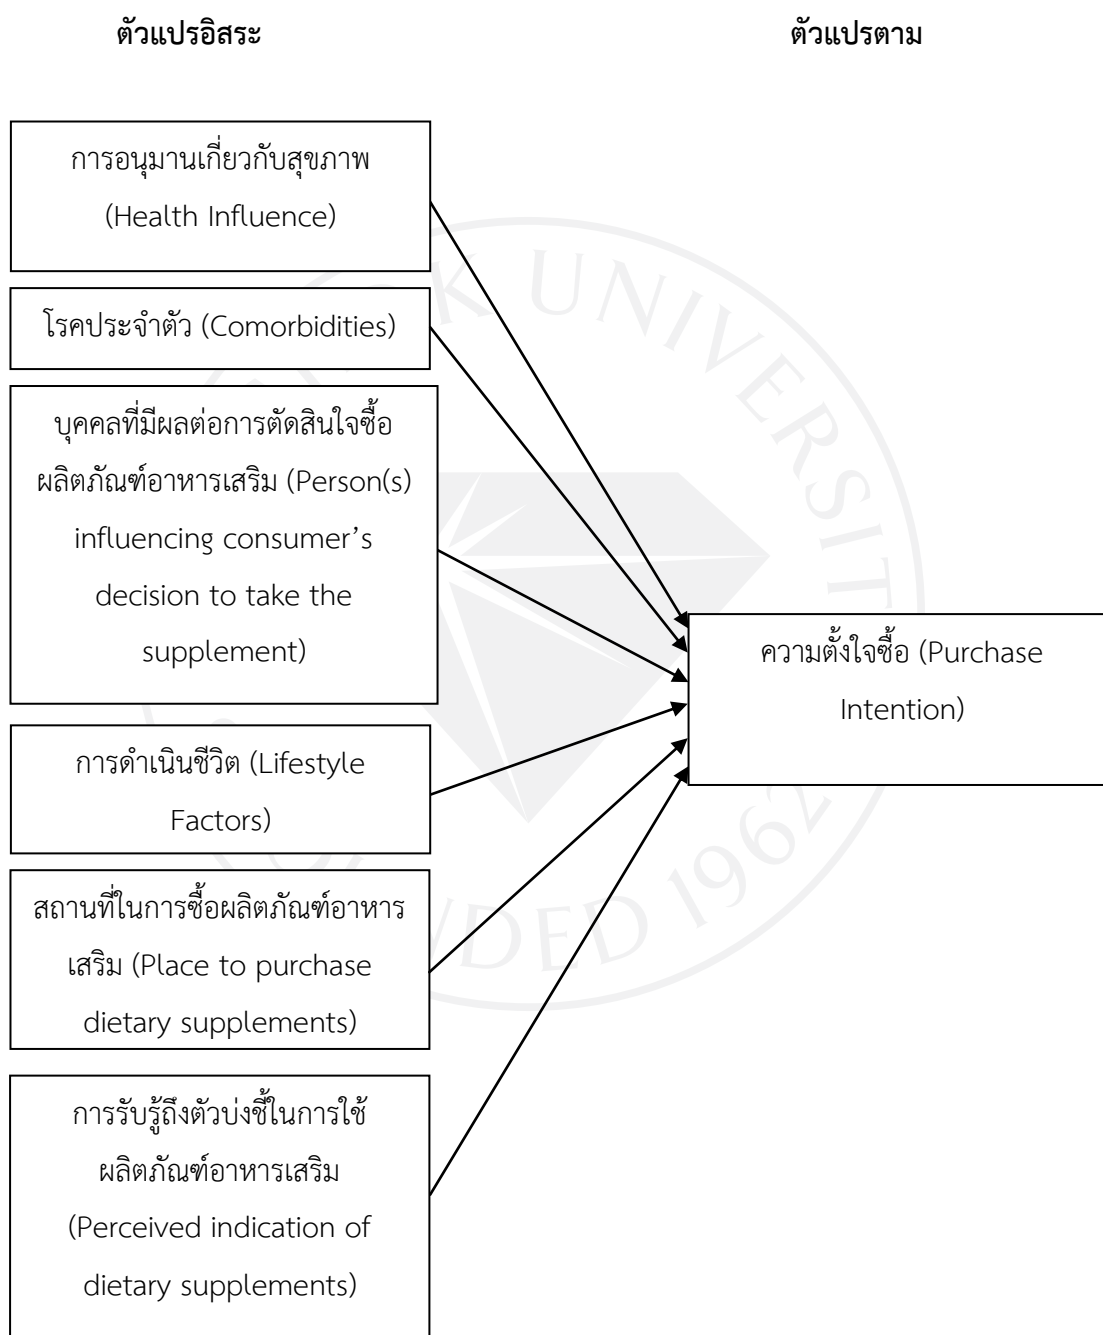 ตัวแปรอิสระ
ตัวแปรตาม
การอนุมานเกี่ยวกับสุขภาพ
(Health Influence)
โรคประจำตัว (Comorbidities)
บุคคลที่มีผลต่อการตัดสินใจซื้อ
ผลิตภัณฑ์อาหารเสริม (Person(s)
influencing consumer’s
decision to take the
supplement)
การดำเนินชีวิต (Lifestyle
Factors)
สถานที่ในการซื้อผลิตภัณฑ์อาหาร
เสริม (Place to purchase
dietary supplements)
การรับรู้ถึงตัวบ่งชี้ในการใช้
ผลิตภัณฑ์อาหารเสริม
(Perceived indication of
dietary supplements)
ความตั้งใจซื้อ (Purchase
Intention)
1962